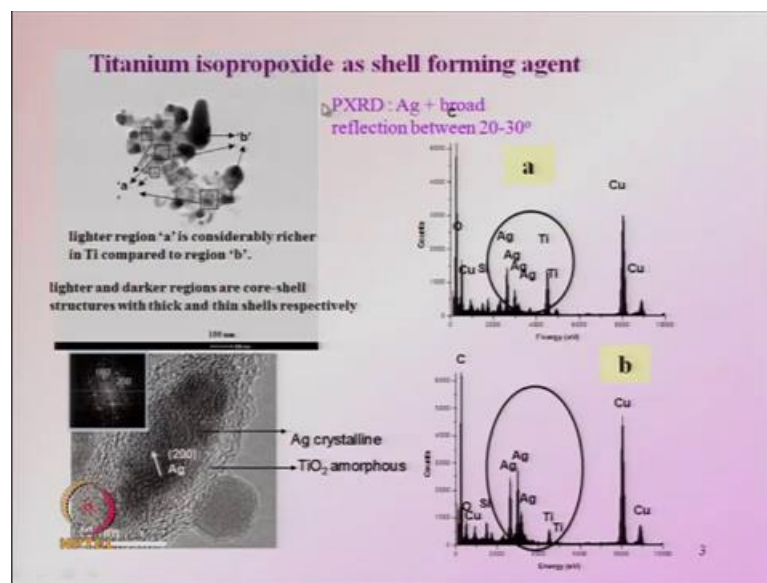 Titanium isopropoxide as shell forming agent
PXRD : Ag + broad
reflection between 20-30°
'b'
'a
'
lighter region 'a' is considerably richer
in Ti compared to region 'b'.
lighter and darker regions are core-shell
structures with thick and thin shells respectively
100 nm
a
C
O
Cu
Si
Ag
Ag
Ag
Ag
Ti
Ti
Cu
Cu
Counts
Energy (eV)
(200)
Ag
Ag crystalline
TiO2 amorphous
b
C
O
Cu
Si
Ag
Ag
Ag
Ti
Ti
Cu
Cu
Counts
Energy (eV)
NPTEL
3